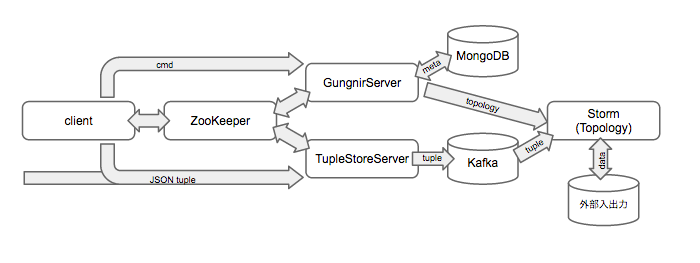 cmd
MongoDB
GungnirServer
meta
topology
client
ZooKeeper
Storm
(Topology)
TupleStoreServer
tuple
Kafka
tuple
data
JSON tuple
外部入出力